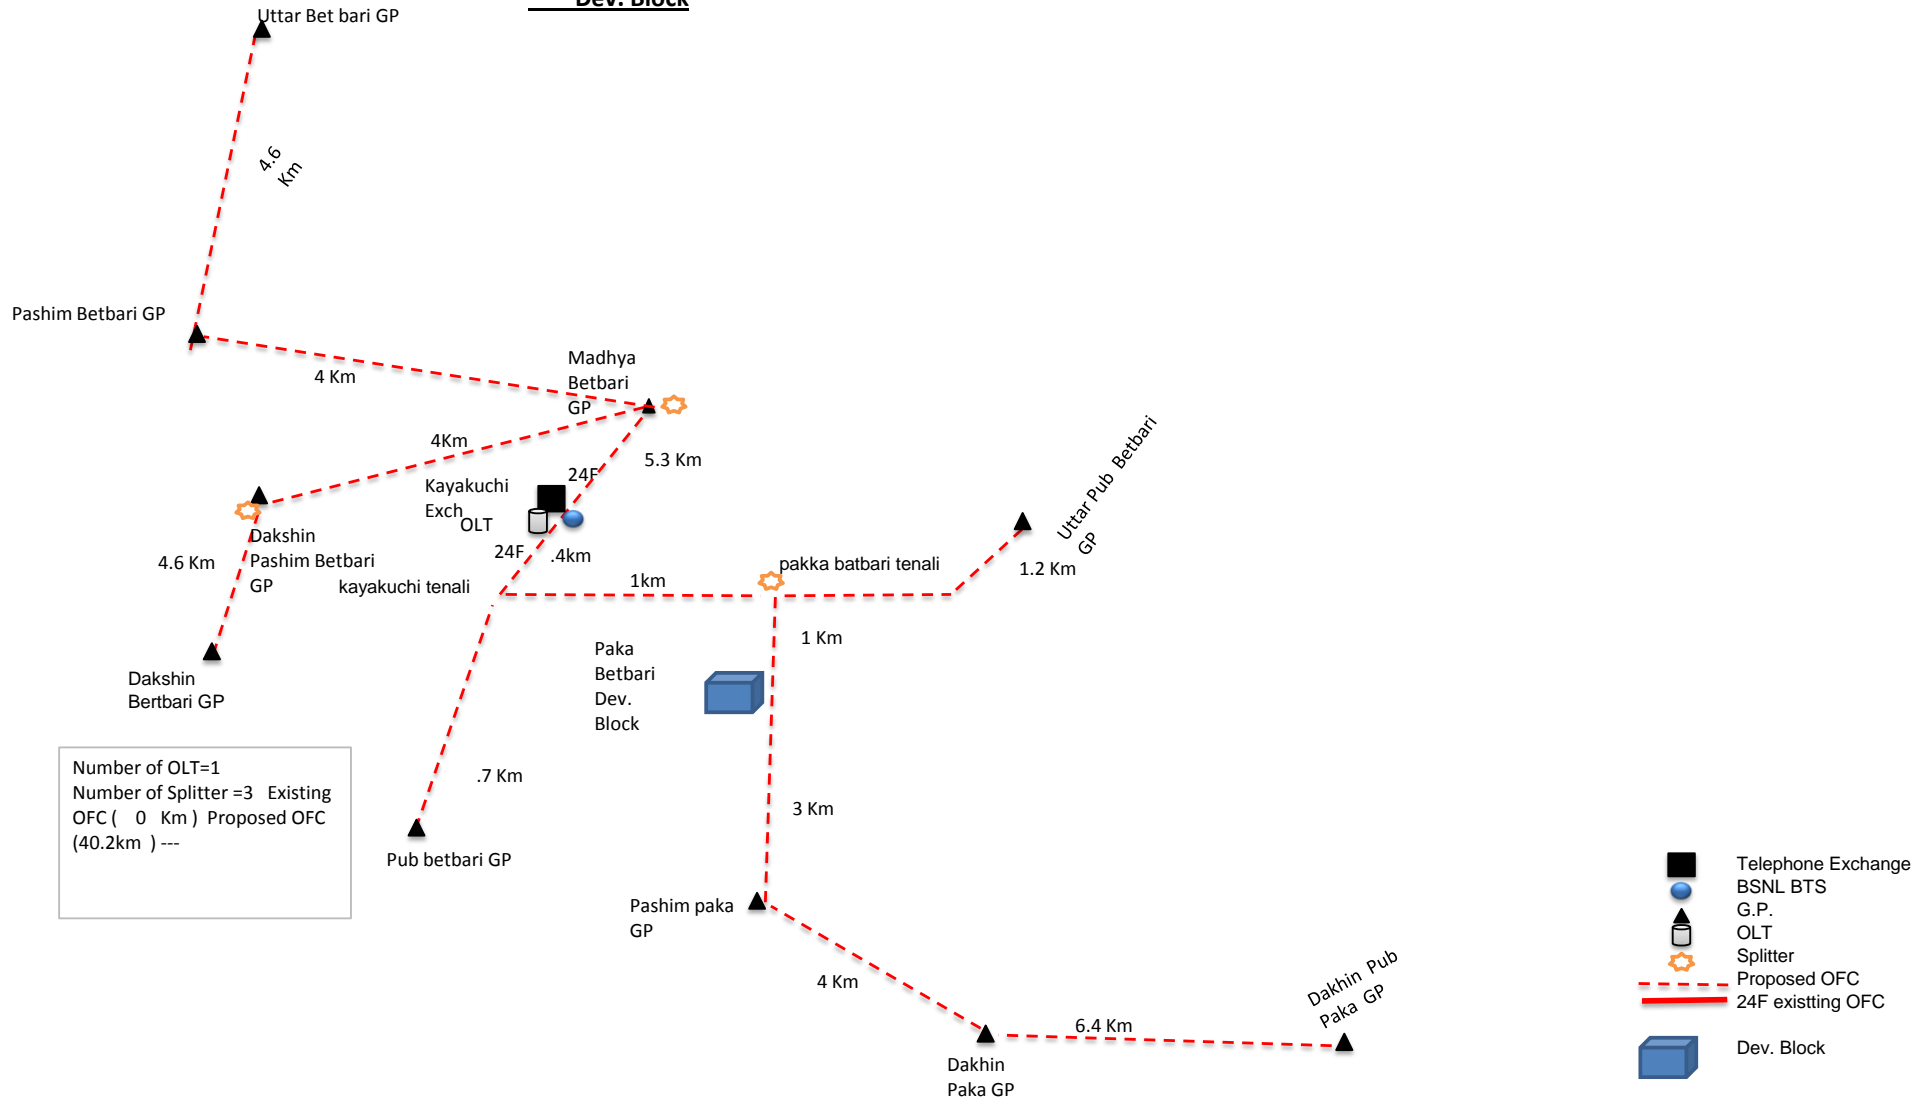 Dev. Block
Uttar Bet bari GP
4.6
Km
Pashim Betbari GP
4 Km
Madhya
Betbari
GP
4Km
5.3 Km
24F
Kayakuchi
Exch
OLT
24F
.4km
Dakshin
Pashim Betbari
GP
4.6 Km
kayakuchi tenali
1km
pakka batbari tenali
Uttar Pub Betbari
GP
1.2 Km
1 Km
Paka
Betbari
Dev.
Block
Dakshin
Bertbari GP
.7 Km
3 Km
Number of OLT=1
Number of Splitter =3 Existing
OFC ( 0 Km ) Proposed OFC
(40.2km ) ---
Pub betbari GP
Pashim paka
GP
4 Km
Dakhin
Paka GP
6.4 Km
Dakhin Pub
Paka GP
Telephone Exchange
BSNL BTS
G.P.
OLT
Splitter
Proposed OFC
24F existting OFC
Dev. Block